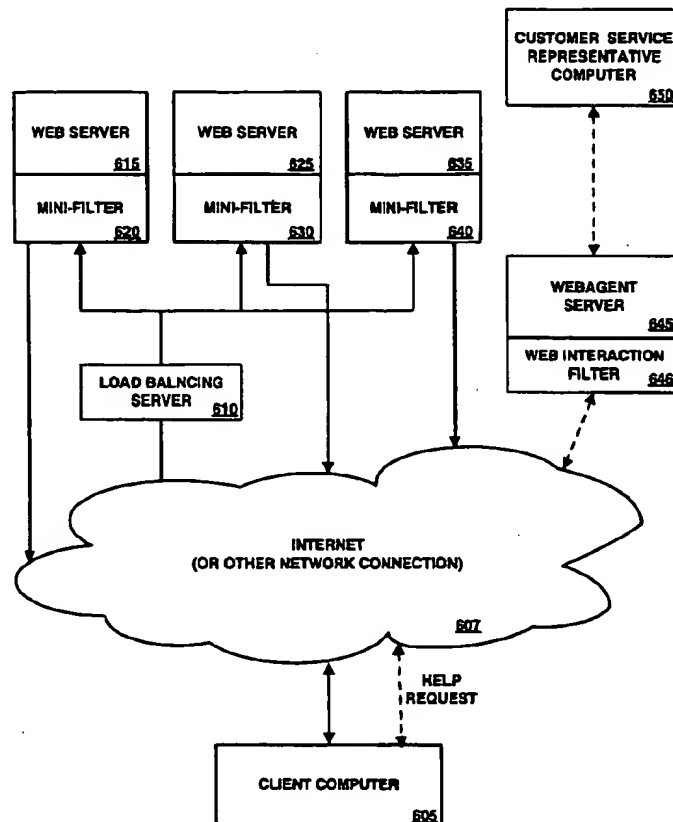 CUSTOMER SERVICE
REPRESENTATIVE
COMPUTER
650
WEB SERVER
615
MINI-FILTER
620
WEB SERVER
625
MINI-FILTER
630
WEB SERVER
635
MINI-FILTER
640
WEBAGENT
SERVER
645
WEB INTERACTION
FILTER
646
LOAD BALNCING
SERVER
610
INTERNET
(OR OTHER NETWORK CONNECTION)
607
HELP
REQUEST
CLIENT COMPUTER
605